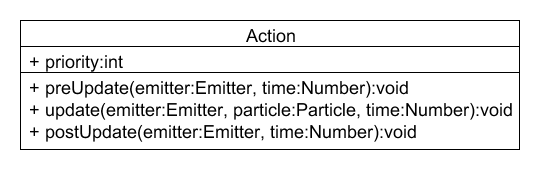 Action
+ priority:int
+ preUpdate(emitter:Emitter, time:Number):void
+ update(emitter:Emitter, particle:Particle, time:Number):void
+ postUpdate(emitter:Emitter, time:Number):void